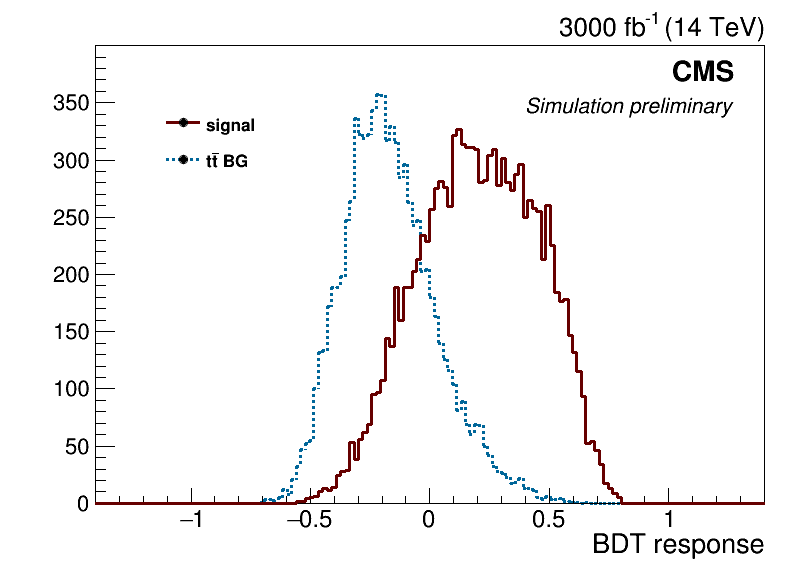 3000 fb⁻¹ (14 TeV)
CMS
Simulation preliminary
signal
tt̄ BG
350
300
250
200
150
100
50
0
−1
−0.5
0
0.5
1
BDT response